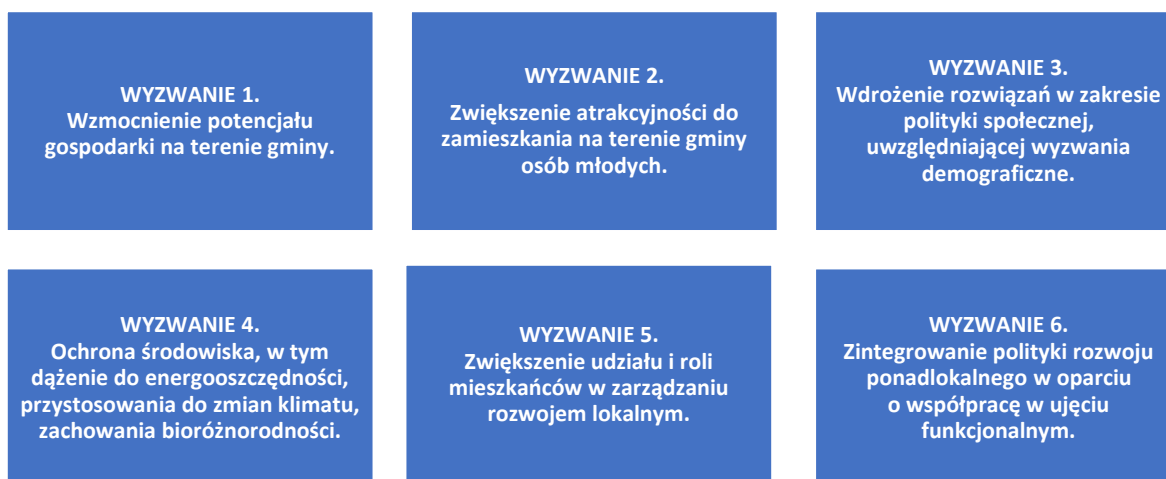 WYZWANIE 1.
Wzmocnienie potencjału
gospodarki na terenie gminy.
WYZWANIE 2.
Zwiększenie atrakcyjności do
zamieszkania na terenie gminy
osób młodych.
WYZWANIE 3.
Wdrożenie rozwiązań w zakresie
polityki społecznej,
uwzględniającej wyzwania
demograficzne.
WYZWANIE 4.
Ochrona środowiska, w tym
dążenie do energooszczędności,
przystosowania do zmian klimatu,
zachowania bioróżnorodności.
WYZWANIE 5.
Zwiększenie udziału i roli
mieszkańców w zarządzaniu
rozwojem lokalnym.
WYZWANIE 6.
Zintegrowanie polityki rozwoju
ponadlokalnego w oparciu
o współpracę w ujęciu
funkcjonalnym.